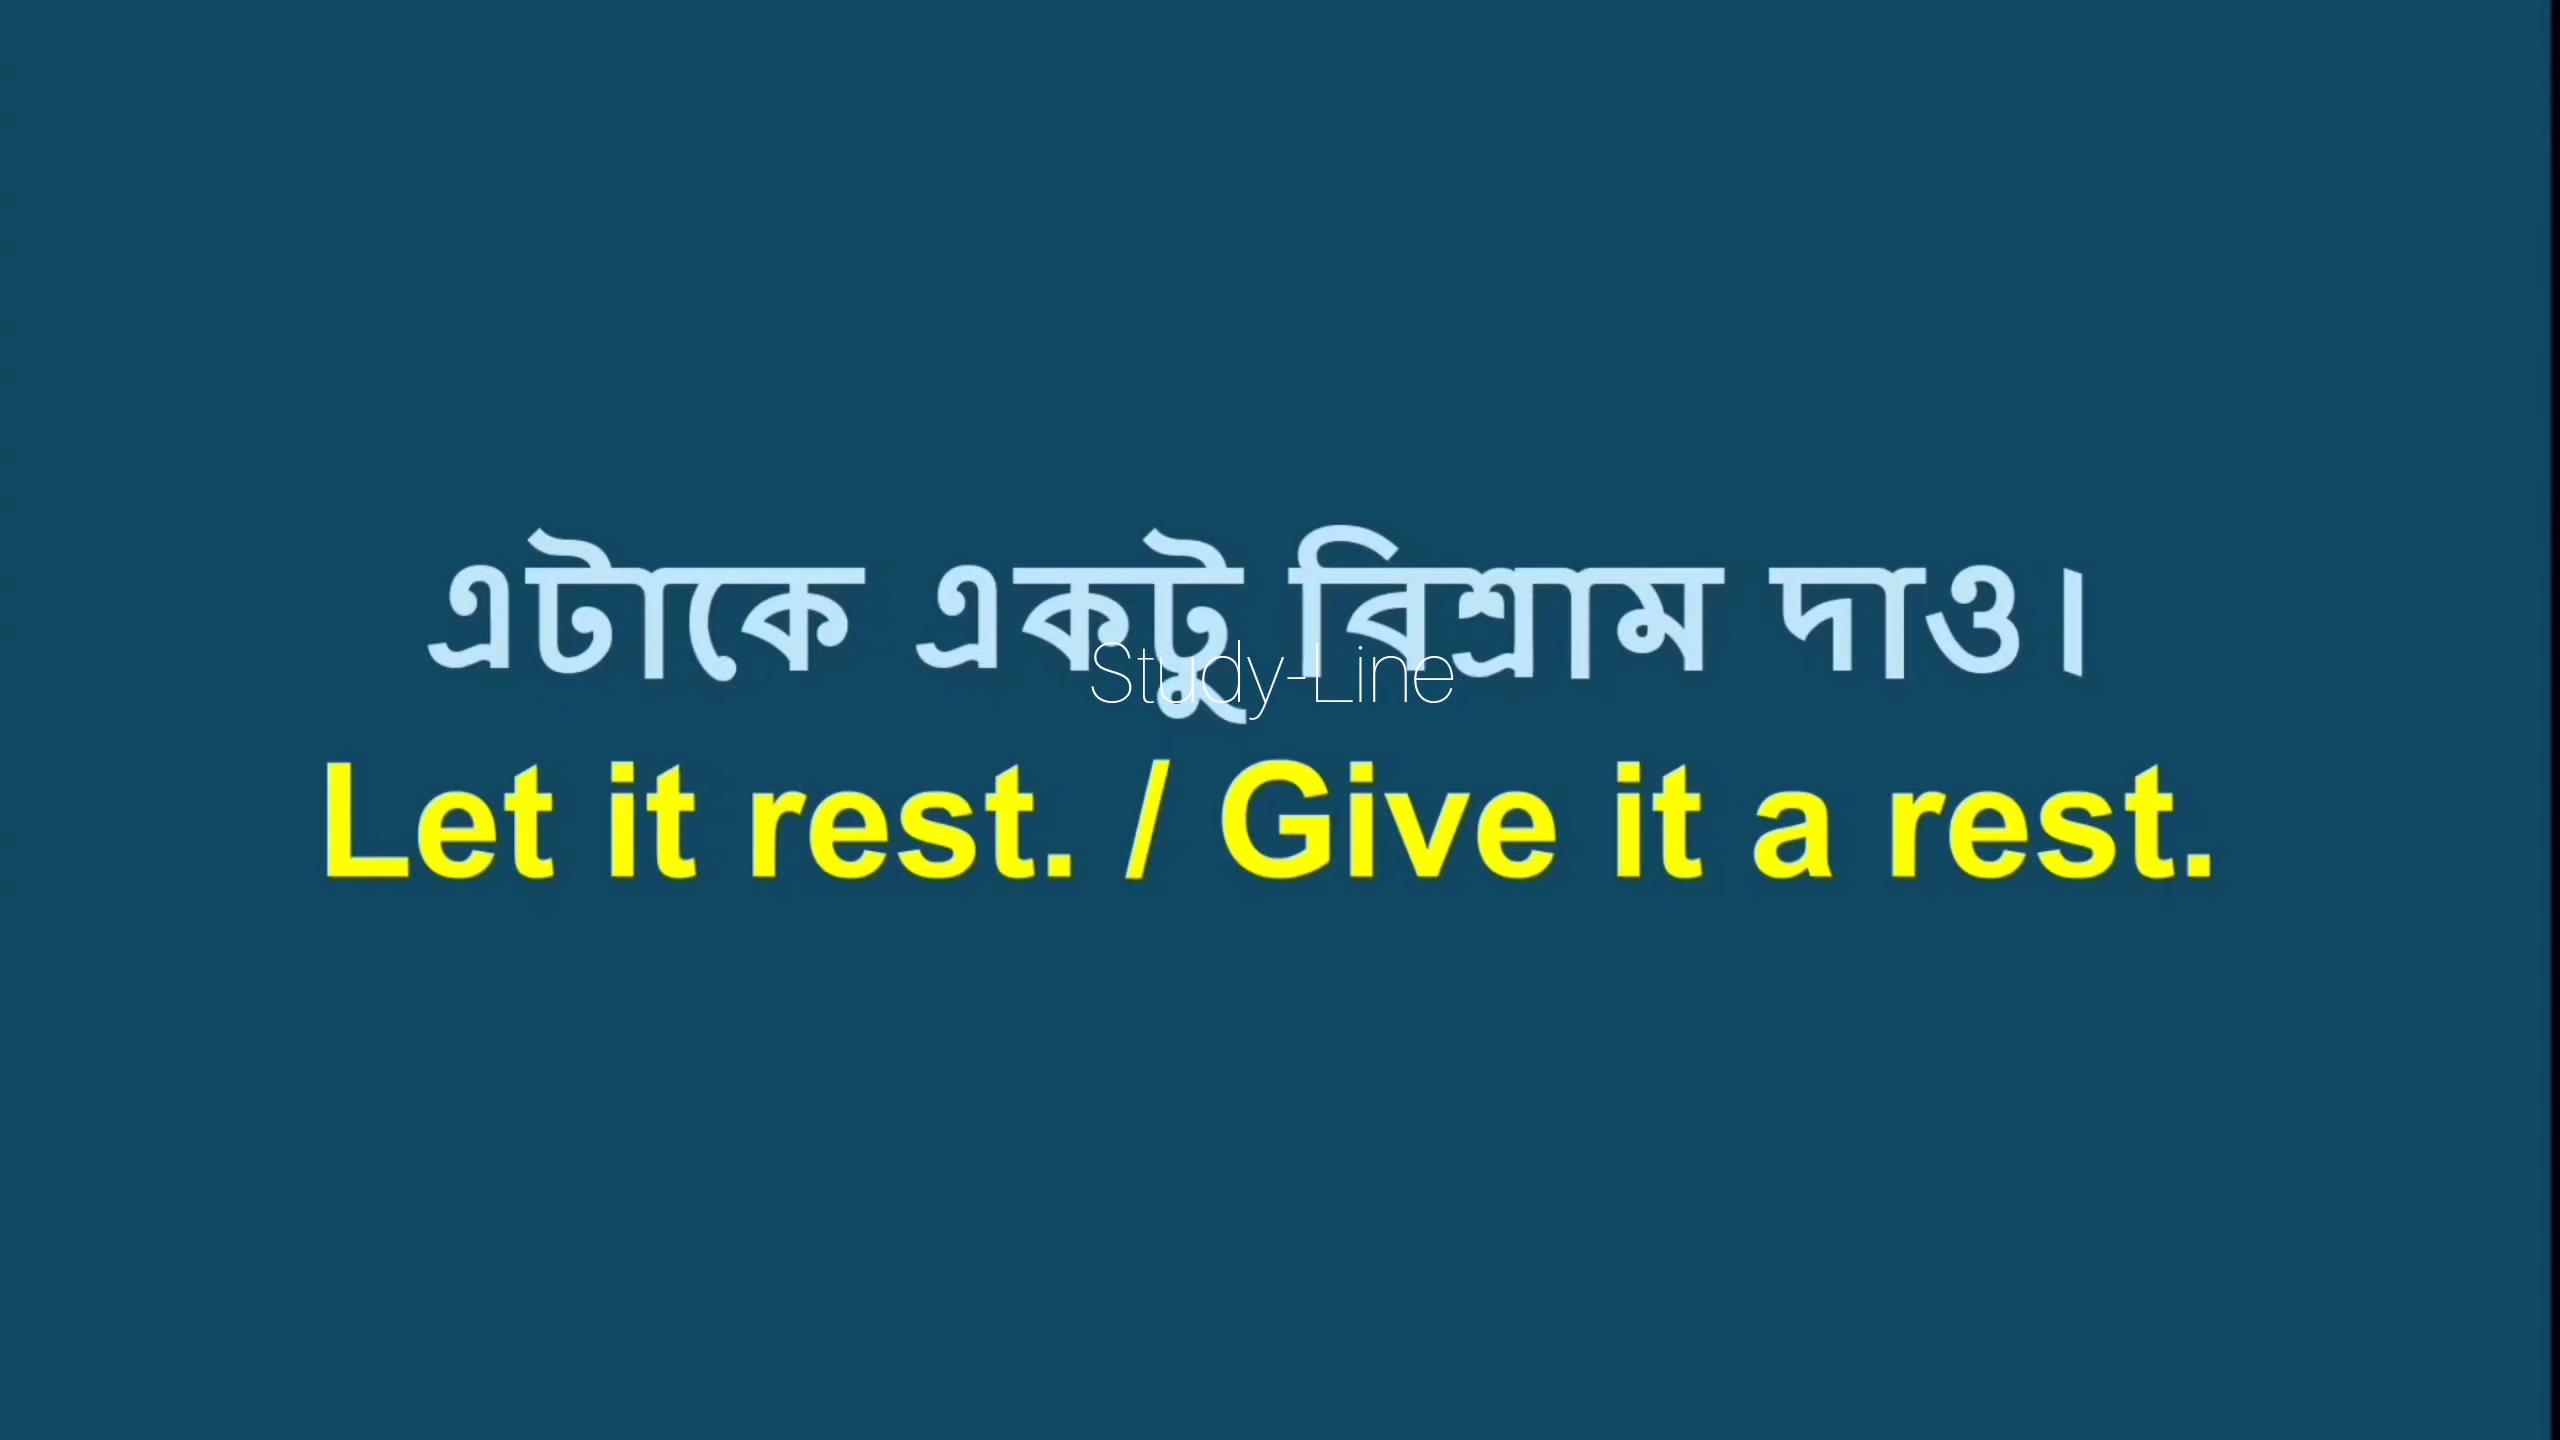 এটাকে একটু বিশ্রাম দাও।
Study-Line
Let it rest. / Give it a rest.